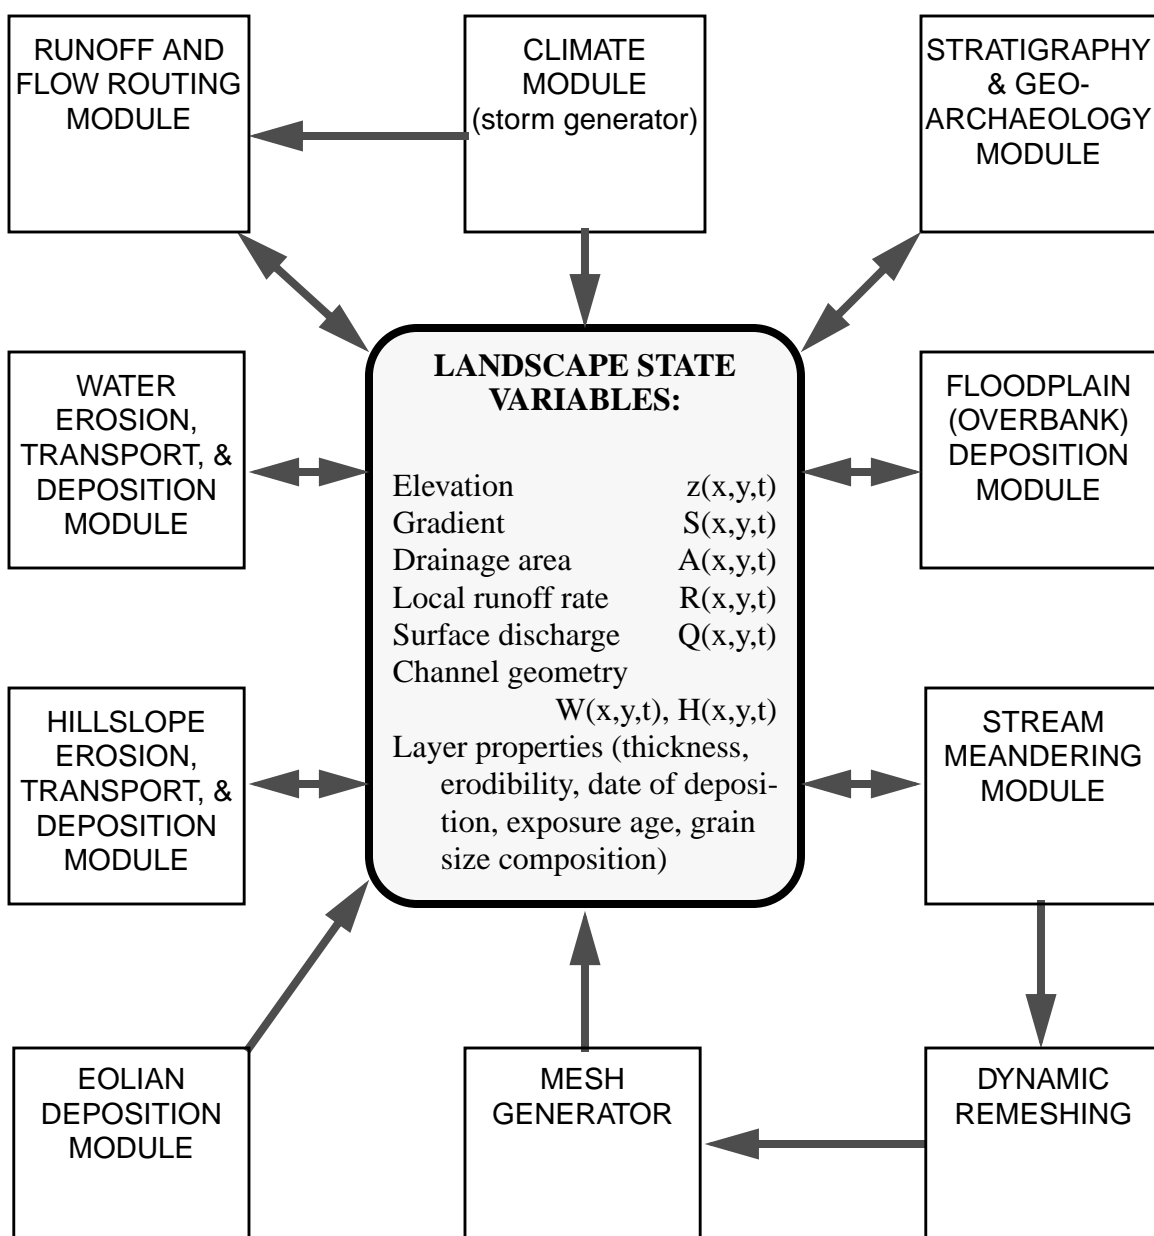 RUNOFF AND
FLOW ROUTING
MODULE
CLIMATE
MODULE
(storm generator)
STRATIGRAPHY
& GEO-
ARCHAEOLOGY
MODULE
WATER
EROSION,
TRANSPORT, &
DEPOSITION
MODULE
LANDSCAPE STATE
VARIABLES:
Elevation z(x,y,t)
Gradient S(x,y,t)
Drainage area A(x,y,t)
Local runoff rate R(x,y,t)
Surface discharge Q(x,y,t)
Channel geometry
W(x,y,t), H(x,y,t)
Layer properties (thickness,
erodibility, date of deposi-
tion, exposure age, grain
size composition)
FLOODPLAIN
(OVERBANK)
DEPOSITION
MODULE
HILLSLOPE
EROSION,
TRANSPORT, &
DEPOSITION
MODULE
STREAM
MEANDERING
MODULE
EOLIAN
DEPOSITION
MODULE
MESH
GENERATOR
DYNAMIC
REMESHING